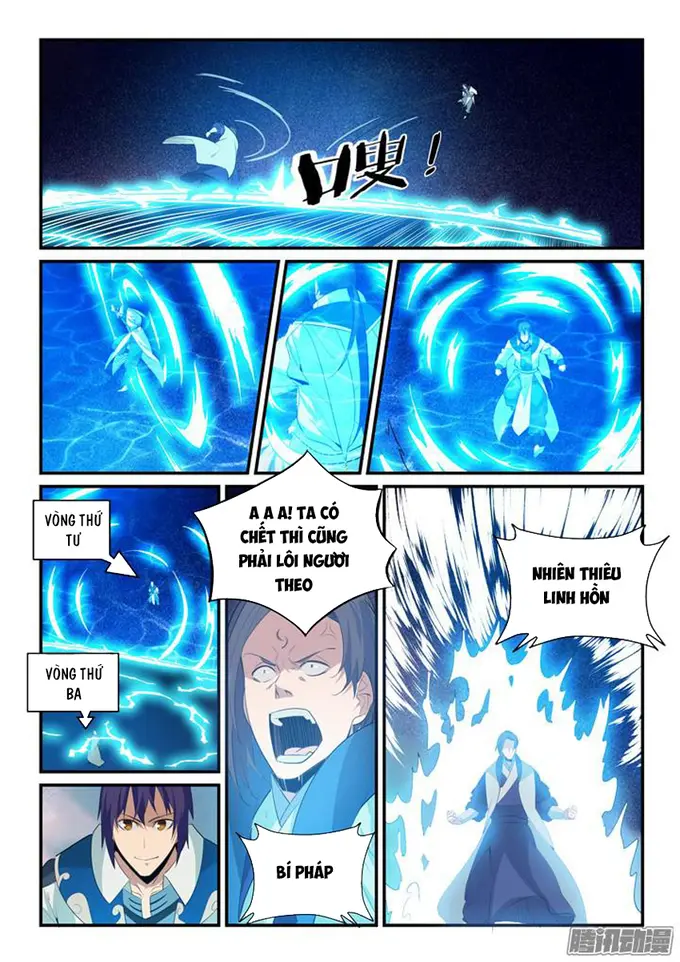 嗖!
VÒNG THỨ
TƯ
VÒNG THỨ
BA
A A A! TA CÓ
CHẾT THÌ CŨNG
PHẢI LÔI NGƯƠI
THEO
BÍ PHÁP
NHIÊN THIÊU
LINH HỒN
腾讯动漫